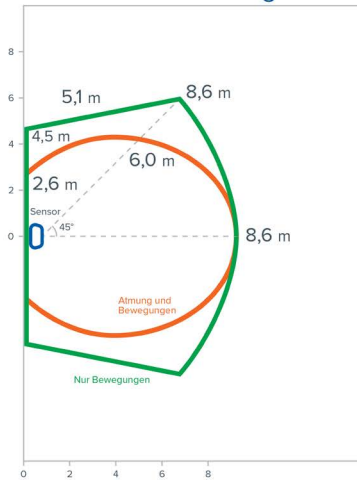 8
5,1 m
8,6 m
6
4,5 m
4
6,0 m
2,6 m
2
Sensor
45°
0
8,6 m
Atmung und
Bewegungen
Nur Bewegungen
0 2 4 6 8